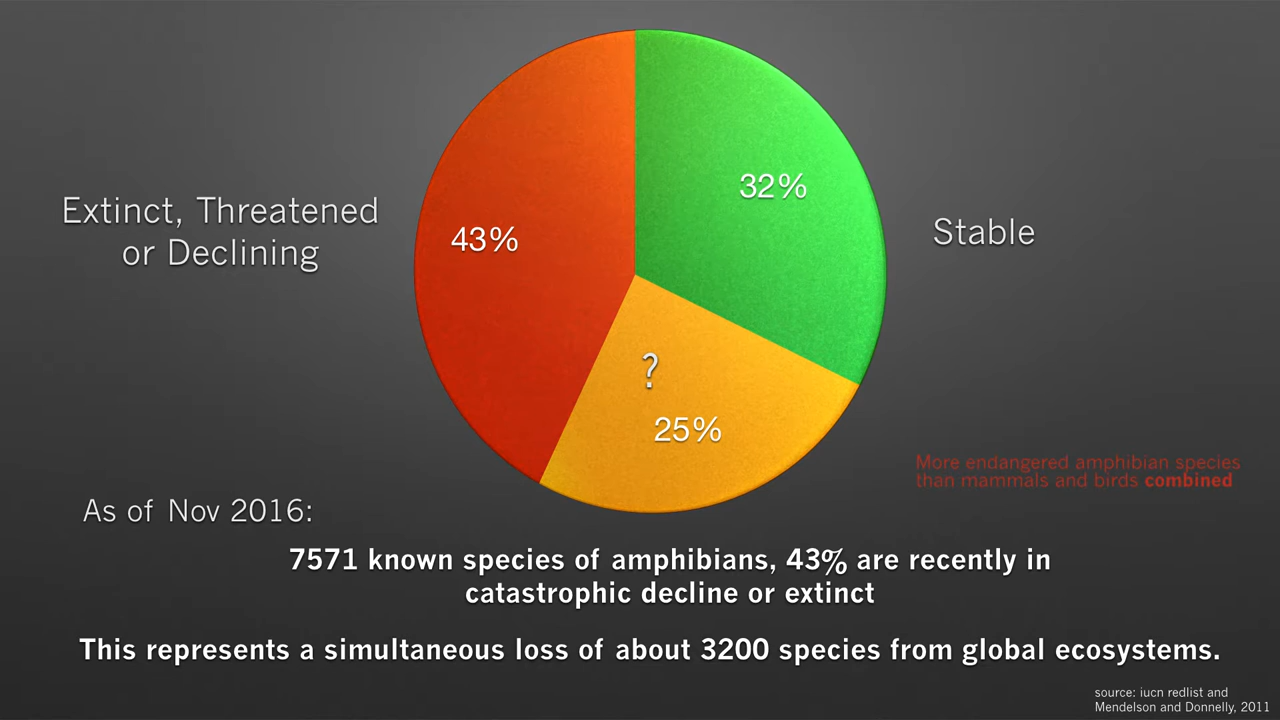 32%
Extinct, Threatened
or Declining
43%
Stable
?
25%
More endangered amphibian species
than mammals and birds combined
As of Nov 2016:
7571 known species of amphibians, 43% are recently in
catastrophic decline or extinct
This represents a simultaneous loss of about 3200 species from global ecosystems.
source: iucn redlist and
Mendelson and Donnelly, 2011